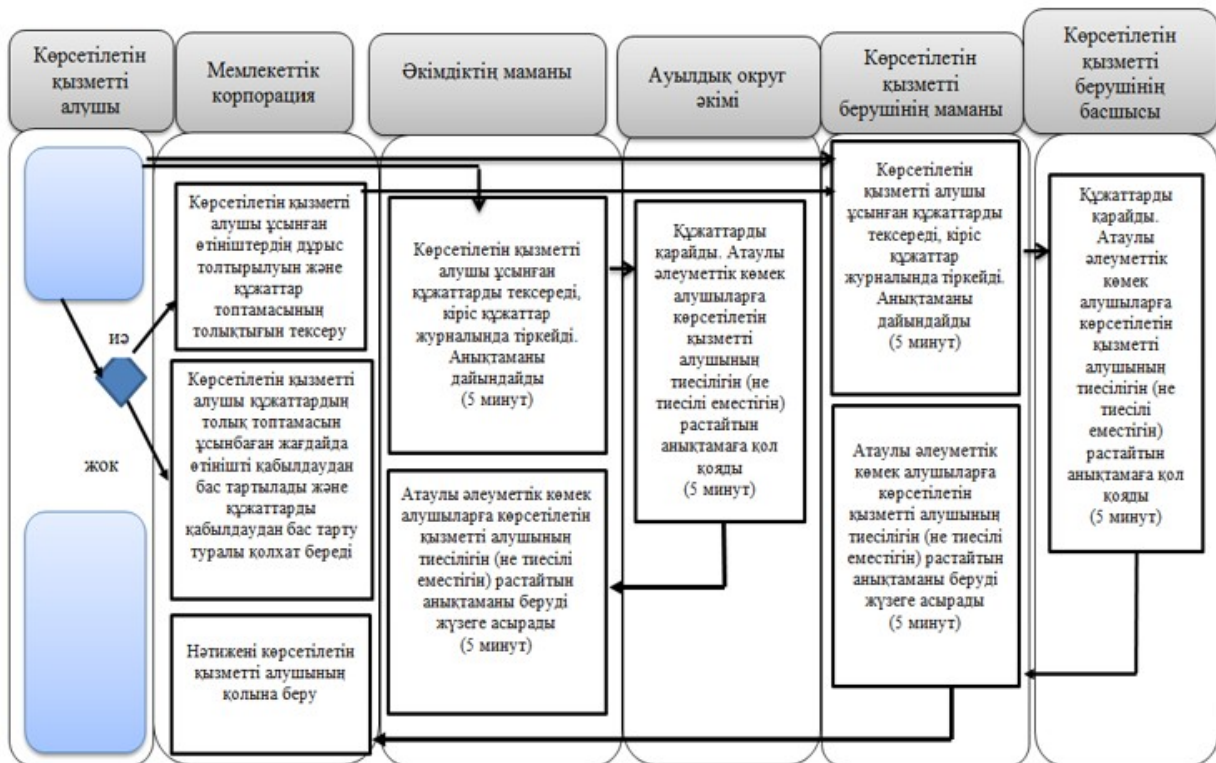 Көрсетілетін
қызметті
алушы
Мемлекеттік
корпорация
Әкімдіктің маманы
Ауылдық округ
әкімі
Көрсетілетін
қызметті
берушінің маманы
Көрсетілетін
қызметті
берушінің
басшысы
Көрсетілетін қызметті
алушы ұсынған
өтініштердің дұрыс
толтырылуын және
құжаттар
топтамасының
толықтығын тексеру
иә
Көрсетілетін қызметті
алушы құжаттардың
толық топтамасын
ұсынбаған жағдайда
өтінішті қабылдаудан
бас тартылады және
құжаттарды
қабылдаудан бас тарту
туралы қолхат береді
жок
Нәтижені көрсетілетін
қызметті алушының
қолына беру
Көрсетілетін қызметті
алушы ұсынған
құжаттарды тексереді,
кіріс құжаттар
журналында тіркейді.
Анықтаманы
дайындайды
(5 минут)
Атаулы әлеуметтік көмек
алушыларға көрсетілетін
қызметті алушының
тиесілігін (не тиесілі
еместігін) растайтын
анықтаманы беруді
жүзеге асырады
(5 минут)
Құжаттарды
қарайды. Атаулы
әлеуметтік көмек
алушыларға
көрсетілетін
қызметті
алушының
тиесілігін (не
тиесілі еместігін)
растайтын
анықтамаға қол
қояды
(5 минут)
Көрсетілетін
қызметті алушы
ұсынған құжаттарды
тексереді, кіріс
құжаттар
журналында тіркейді.
Анықтаманы
дайындайды
(5 минут)
Атаулы әлеуметтік
көмек алушыларға
көрсетілетін
қызметті алушының
тиесілігін (не тиесілі
еместігін) растайтын
анықтаманы беруді
жүзеге асырады
(5 минут)
Құжаттарды
қарайды.
Атаулы
әлеуметтік
көмек
алушыларға
көрсетілетін
қызметті
алушының
тиесілігін (не
тиесілі
еместігін)
растайтын
анықтамаға қол
қояды
(5 минут)